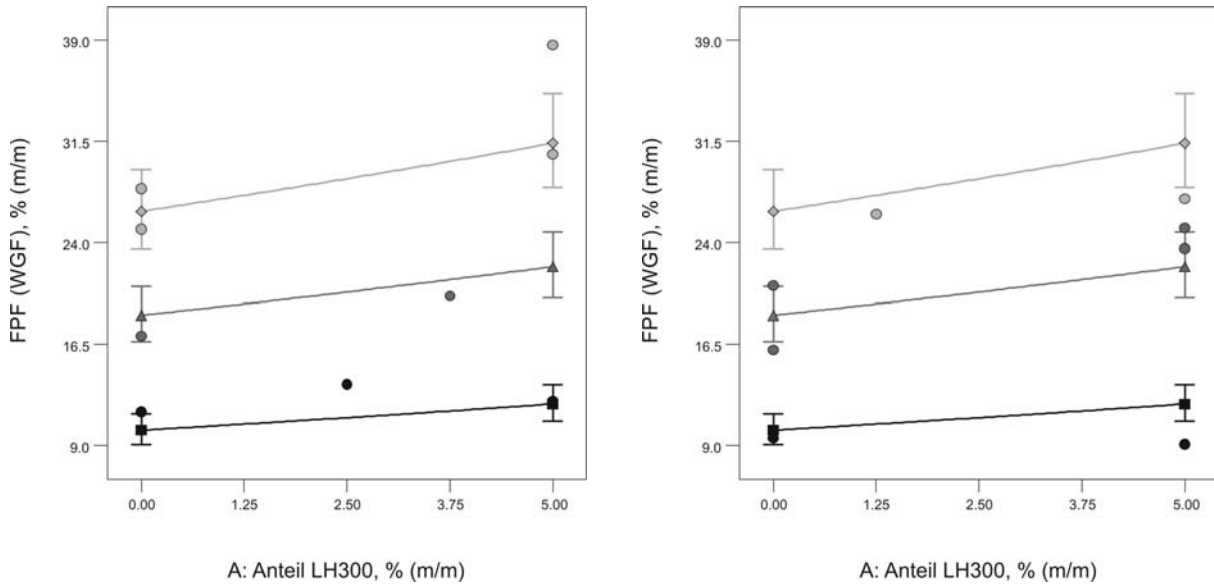 39.0
31.5
24.0
16.5
9.0
FPF (WGF), % (m/m)
0.00 1.25 2.50 3.75 5.00
A: Anteil LH300, % (m/m)
39.0
31.5
24.0
16.5
9.0
FPF (WGF), % (m/m)
0.00 1.25 2.50 3.75 5.00
A: Anteil LH300, % (m/m)